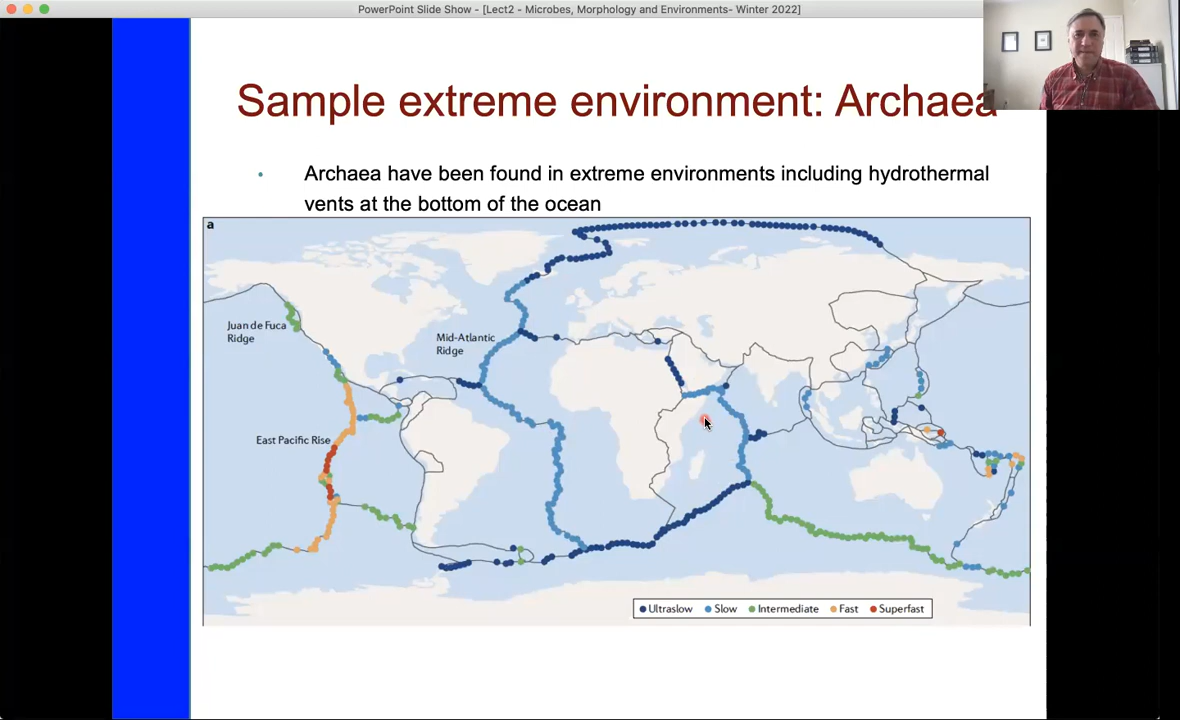 PowerPoint Slide Show - [Lect2 - Microbes, Morphology and Environments- Winter 2022]
Sample extreme environment: Archaea
• Archaea have been found in extreme environments including hydrothermal
vents at the bottom of the ocean
a
Juan de Fuca
Ridge
Mid-Atlantic
Ridge
East Pacific Rise
Ultraslow Slow Intermediate Fast Superfast